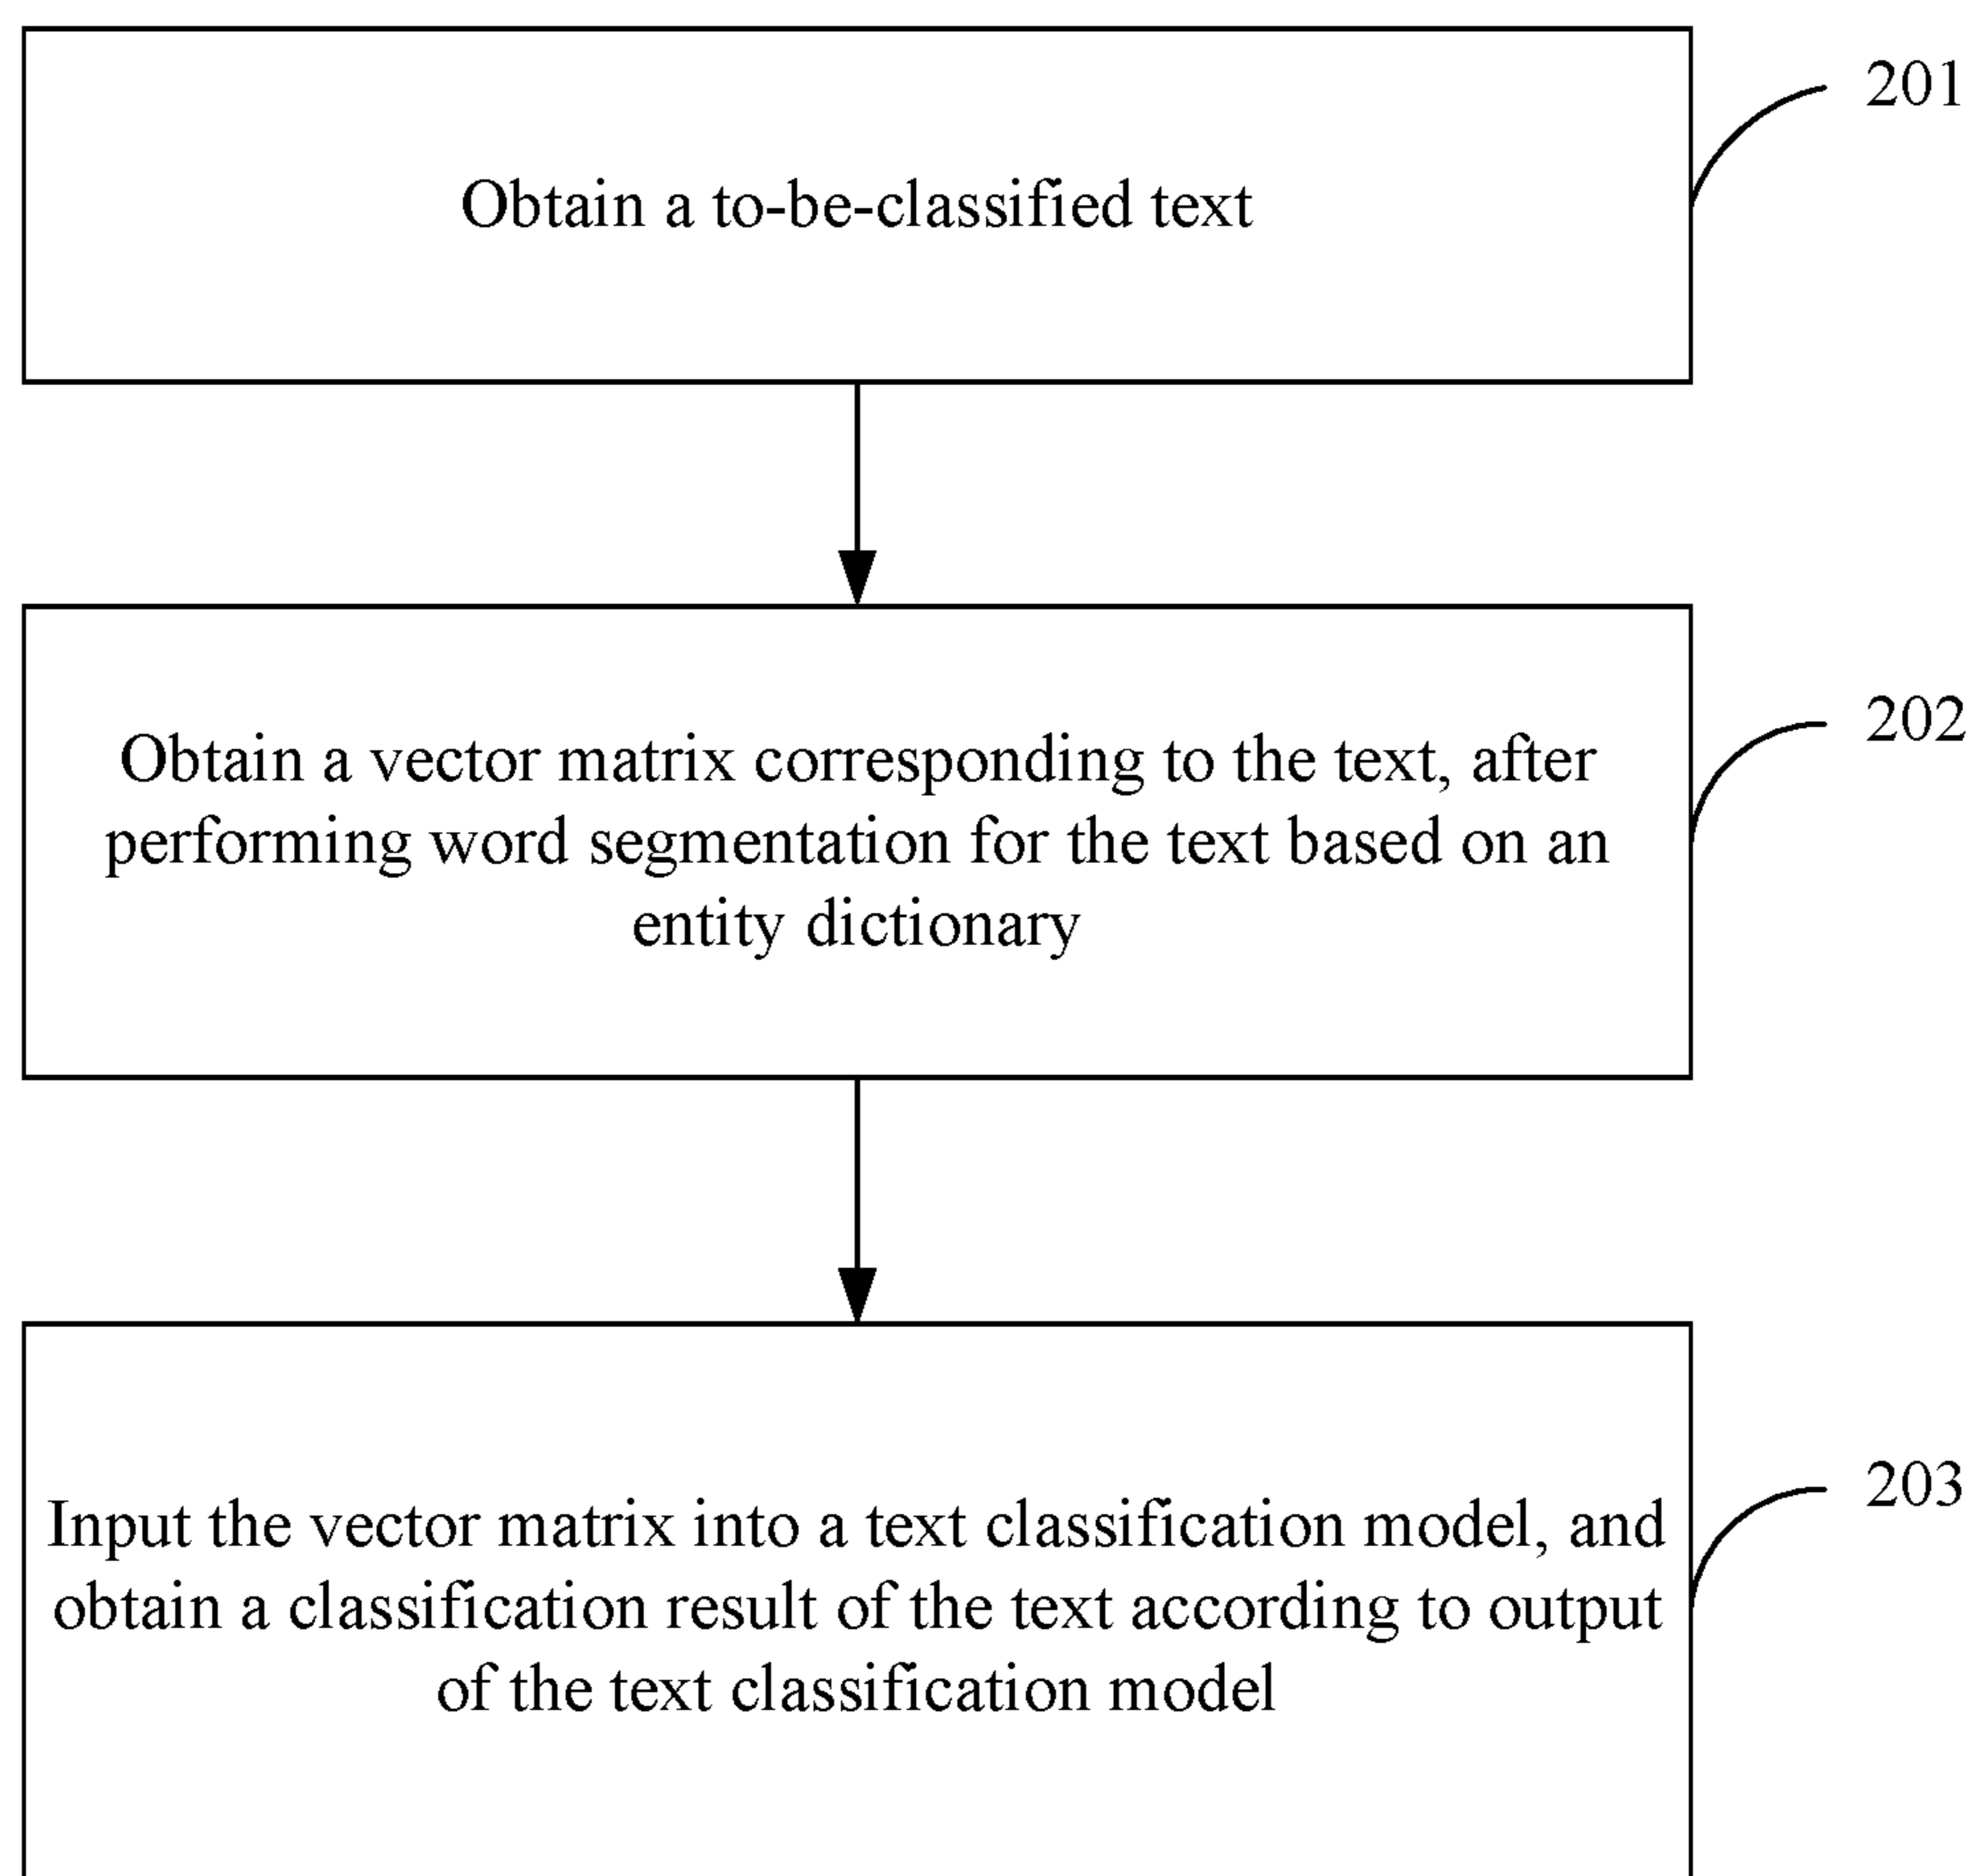 201
Obtain a to-be-classified text
202
Obtain a vector matrix corresponding to the text, after
performing word segmentation for the text based on an
entity dictionary
203
Input the vector matrix into a text classification model, and
obtain a classification result of the text according to output
of the text classification model